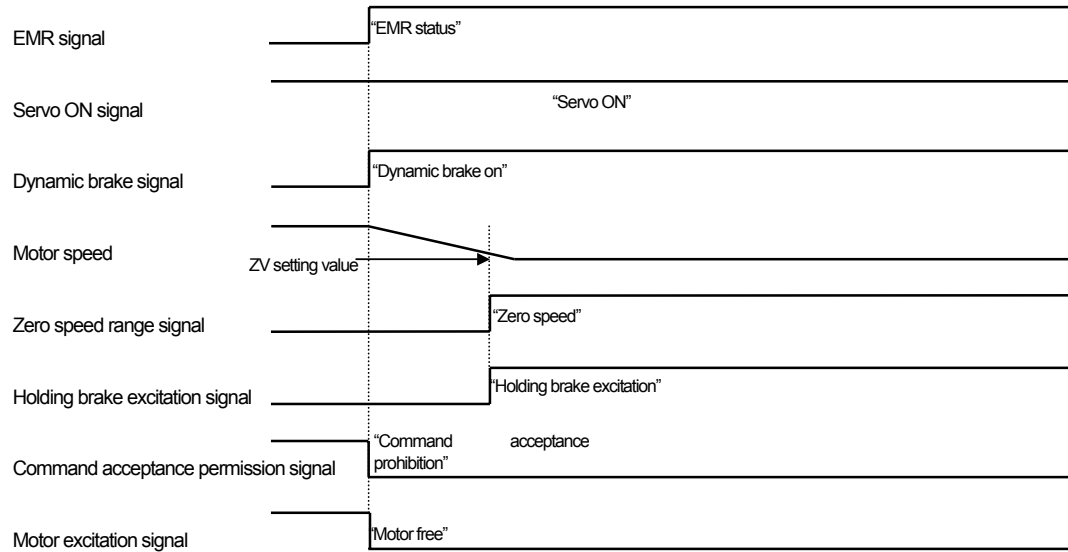 “EMR status”
EMR signal
“Servo ON”
Servo ON signal
“Dynamic brake on”
Dynamic brake signal
Motor speed
ZV setting value
“Zero speed”
Zero speed range signal
“Holding brake excitation”
Holding brake excitation signal
“Command acceptance
prohibition”
Command acceptance permission signal
“Motor free”
Motor excitation signal